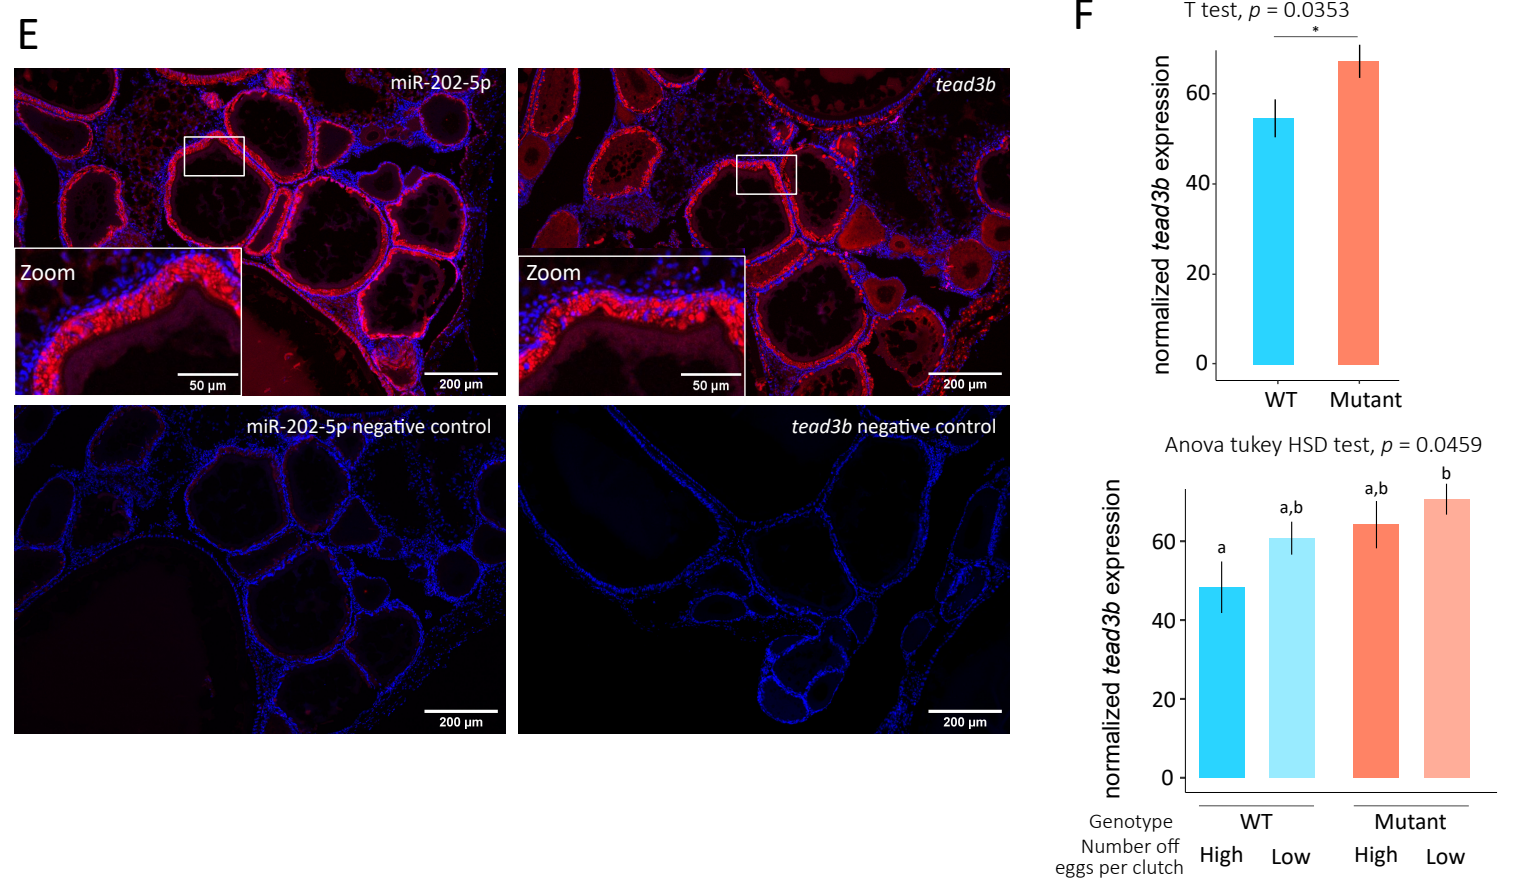 E
miR-202-5p
Zoom
50 µm
200 µm
tead3b
Zoom
50 µm
200 µm
miR-202-5p negative control
200 µm
tead3b negative control
200 µm
F
T test, p = 0.0353
*
normalized tead3b expression
60
40
20
0
WT Mutant
Anova tukey HSD test, p = 0.0459
normalized tead3b expression
60
40
20
0
a
a,b
a,b
b
Genotype WT Mutant
Number off
eggs per clutch
High Low High Low